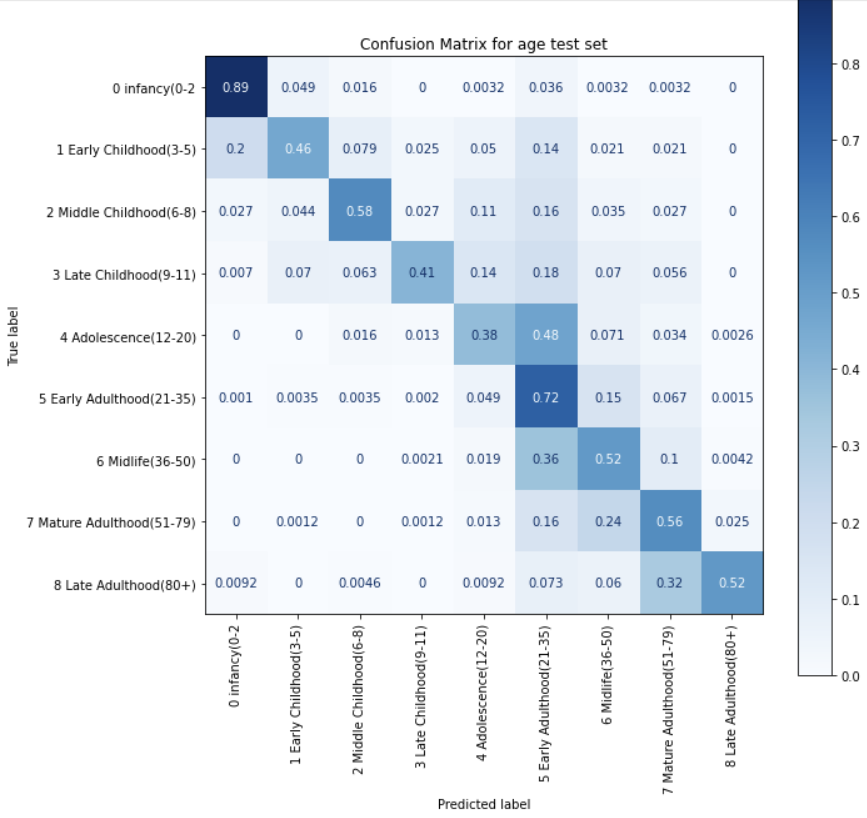 Confusion Matrix for age test set
0 infancy(0-2 0.89 0.049 0.016 0 0.0032 0.036 0.0032 0.0032 0
1 Early Childhood(3-5) 0.2 0.46 0.079 0.025 0.05 0.14 0.021 0.021 0
2 Middle Childhood(6-8) 0.027 0.044 0.58 0.027 0.11 0.16 0.035 0.027 0
3 Late Childhood(9-11) 0.007 0.07 0.063 0.41 0.14 0.18 0.07 0.056 0
4 Adolescence(12-20) 0 0 0.016 0.013 0.38 0.48 0.071 0.034 0.0026
5 Early Adulthood(21-35) 0.001 0.0035 0.0035 0.002 0.049 0.72 0.15 0.067 0.0015
6 Midlife(36-50) 0 0 0 0.0021 0.019 0.36 0.52 0.1 0.0042
7 Mature Adulthood(51-79) 0 0.0012 0 0.0012 0.013 0.16 0.24 0.56 0.025
8 Late Adulthood(80+) 0.0092 0 0.0046 0 0.0092 0.073 0.06 0.32 0.52
True label
0 infancy(0-2
1 Early Childhood(3-5)
2 Middle Childhood(6-8)
3 Late Childhood(9-11)
4 Adolescence(12-20)
5 Early Adulthood(21-35)
6 Midlife(36-50)
7 Mature Adulthood(51-79)
8 Late Adulthood(80+)
Predicted label
0.8
0.7
0.6
0.5
0.4
0.3
0.2
0.1
0.0